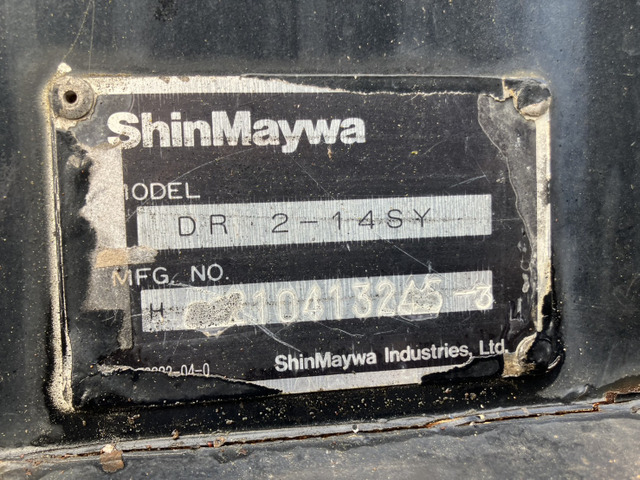 ShinMaywa
MODEL
DR 2-14SY
MFG. NO.
H
ShinMaywa Industries, Ltd.